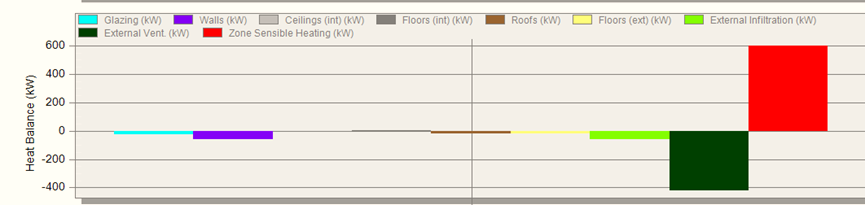 Glazing (kW) Walls (kW) Ceilings (int) (kW) Floors (int) (kW) Roofs (kW) Floors (ext) (kW) External Infiltration (kW)
External Vent. (kW) Zone Sensible Heating (kW)
Heat Balance (kW)
600
400
200
0
-200
-400